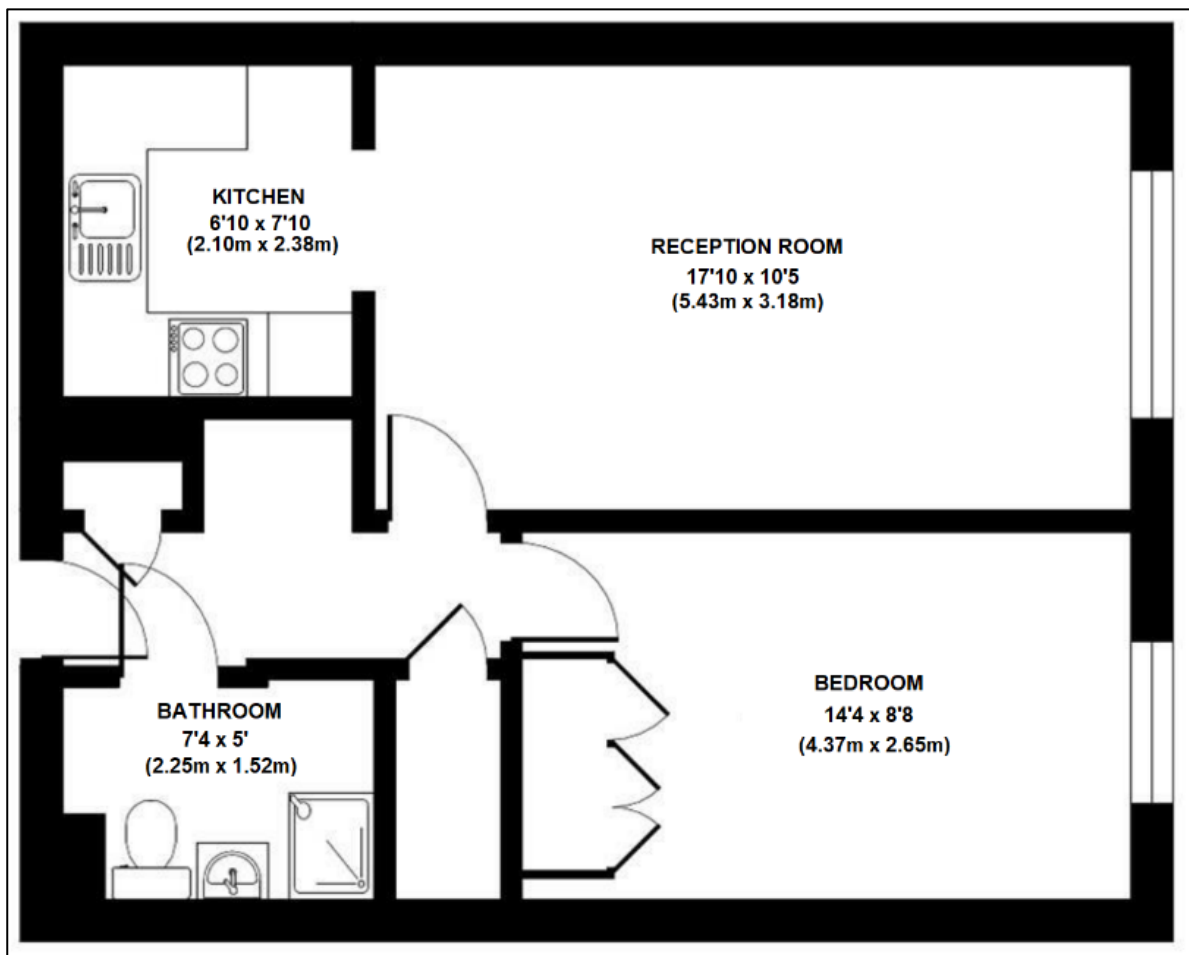 KITCHEN
6'10 x 7'10
(2.10m x 2.38m)
RECEPTION ROOM
17'10 x 10'5
(5.43m x 3.18m)
BEDROOM
14'4 x 8'8
(4.37m x 2.65m)
BATHROOM
7'4 x 5'
(2.25m x 1.52m)